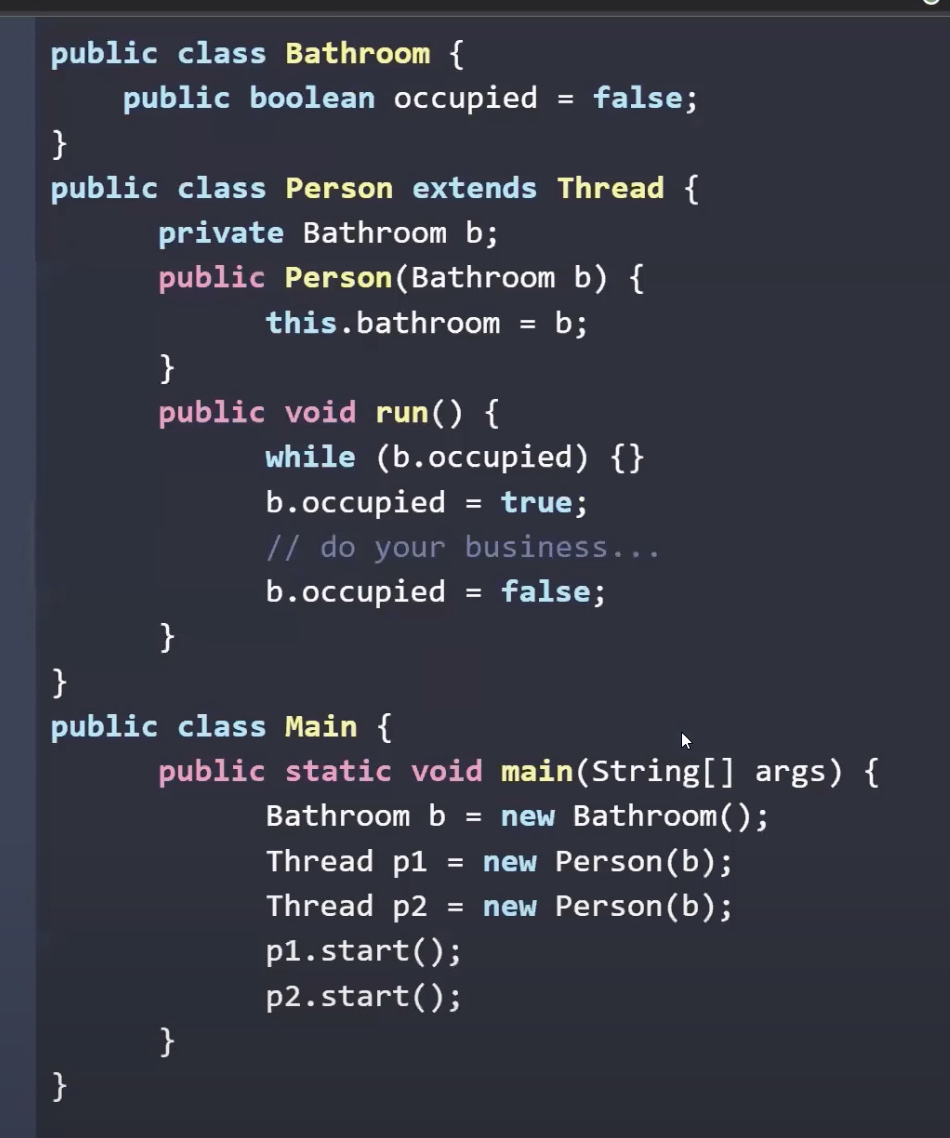 public class Bathroom {
    public boolean occupied = false;
}
public class Person extends Thread {
      private Bathroom b;
      public Person(Bathroom b) {
            this.bathroom = b;
      }
      public void run() {
            while (b.occupied) {}
            b.occupied = true;
            // do your business...
            b.occupied = false;
      }
}
public class Main {
      public static void main(String[] args) {
            Bathroom b = new Bathroom();
            Thread p1 = new Person(b);
            Thread p2 = new Person(b);
            p1.start();
            p2.start();
      }
}